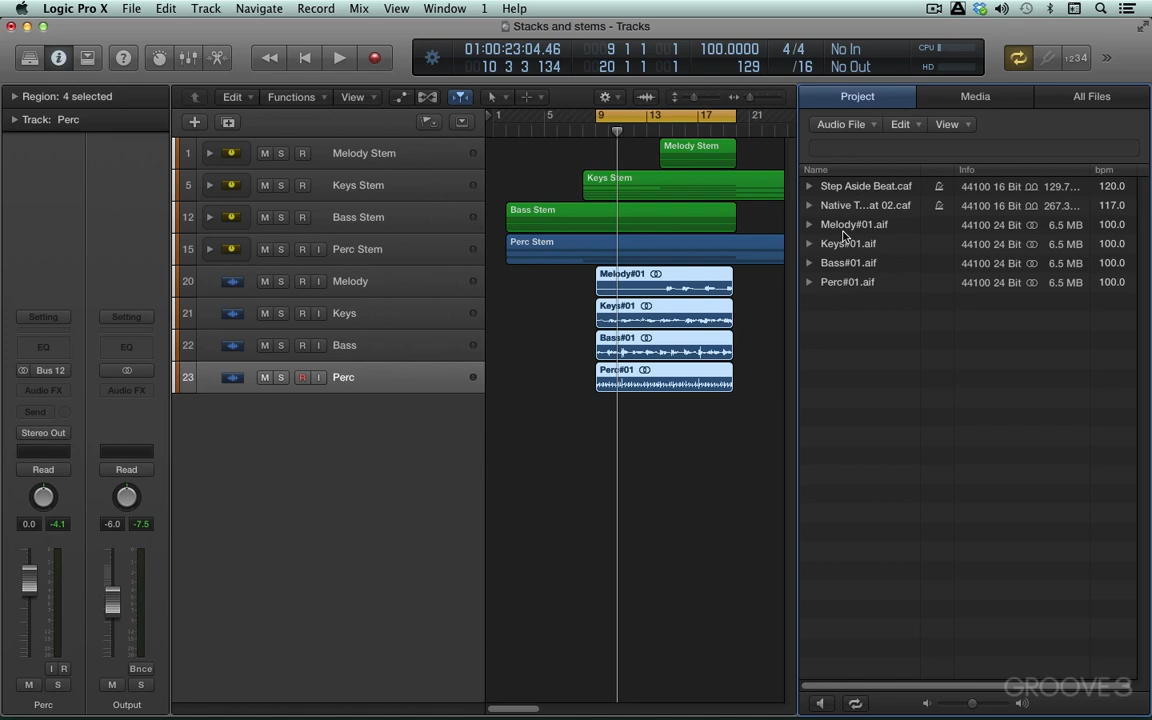 Logic Pro X File Edit Track Navigate Record Mix View Window 1 Help
Stacks and stems - Tracks
01:00:23:04.46 9 1 1 1 100.0000 4/4 No In CPU
10 3 3 134 20 1 1 1 129 /16 No Out HD
1234
Region: 4 selected
Track: Perc
Edit Functions View
Project Media All Files
Audio File Edit View
1 5 9 13 17 21
Name Info bpm
1 M S R Melody Stem
5 M S R Keys Stem
12 M S R Bass Stem
15 M S R I Perc Stem
20 M S R I Melody
21 M S R I Keys
22 M S R I Bass
23 M S R I Perc
Melody Stem
Keys Stem
Bass Stem
Perc Stem
Melody#01
Keys#01
Bass#01
Perc#01
Step Aside Beat.caf 44100 16 Bit 129.7... 120.0
Native T...at 02.caf 44100 16 Bit 267.3... 117.0
Melody#01.aif 44100 24 Bit 6.5 MB 100.0
Keys#01.aif 44100 24 Bit 6.5 MB 100.0
Bass#01.aif 44100 24 Bit 6.5 MB 100.0
Perc#01.aif 44100 24 Bit 6.5 MB 100.0
Setting Setting
EQ EQ
Bus 12
Audio FX Audio FX
Send
Stereo Out
Read Read
0.0 -4.1 -6.0 -7.5
I R Bnce
M S M S
Perc Output
GROOVE3